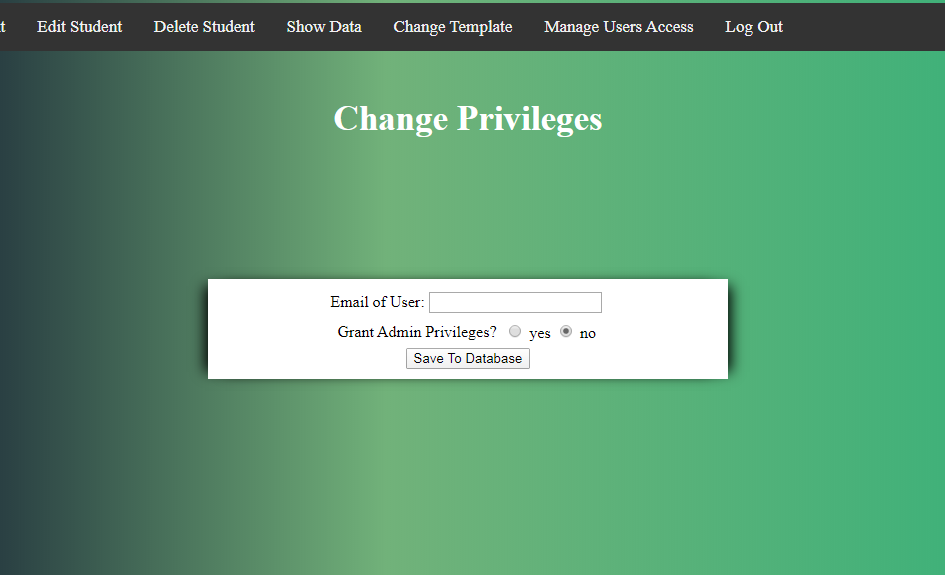 Edit Student Delete Student Show Data Change Template Manage Users Access Log Out
Change Privileges
Email of User:
Grant Admin Privileges? yes no
Save To Database